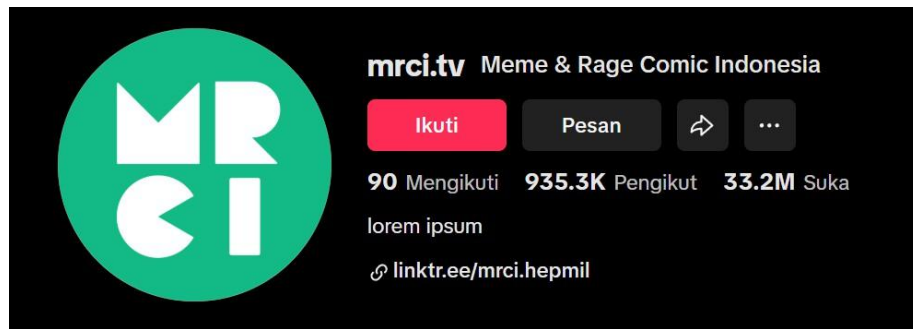 MR
CI
mrci.tv Meme & Rage Comic Indonesia
Ikuti Pesan
90 Mengikuti 935.3K Pengikut 33.2M Suka
lorem ipsum
linktr.ee/mrci.hepmil